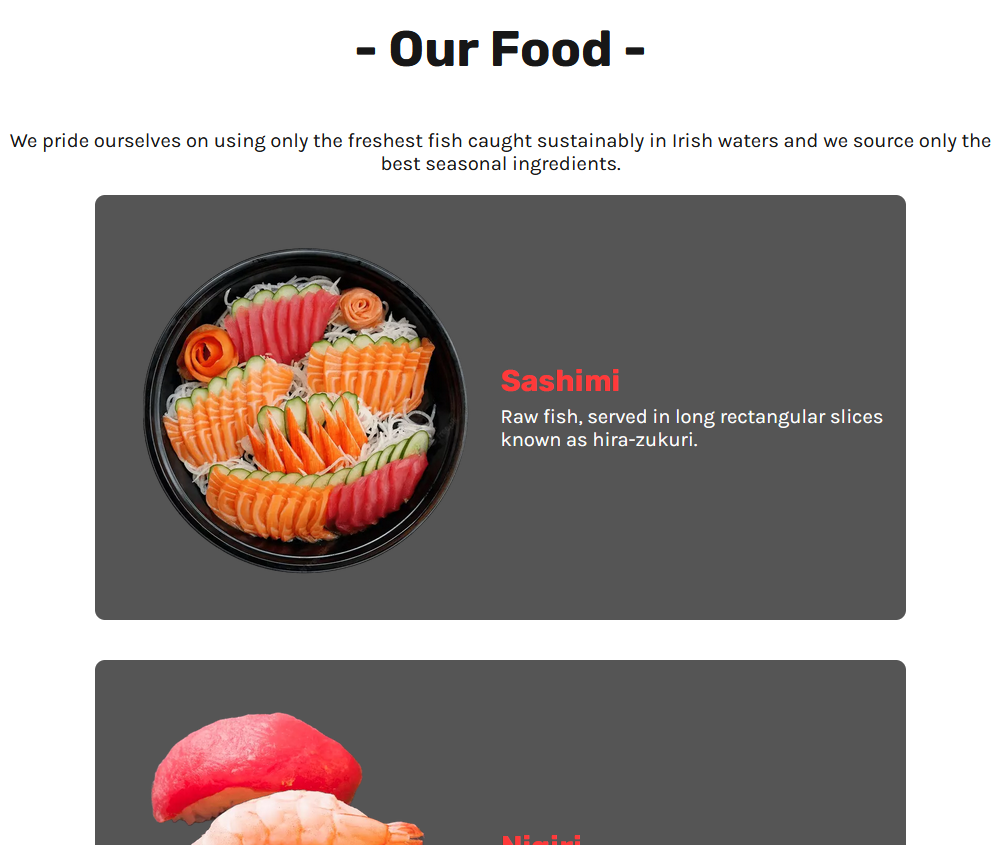 - Our Food -
We pride ourselves on using only the freshest fish caught sustainably in Irish waters and we source only the
best seasonal ingredients.
Sashimi
Raw fish, served in long rectangular slices
known as hira-zukuri.
Nigiri